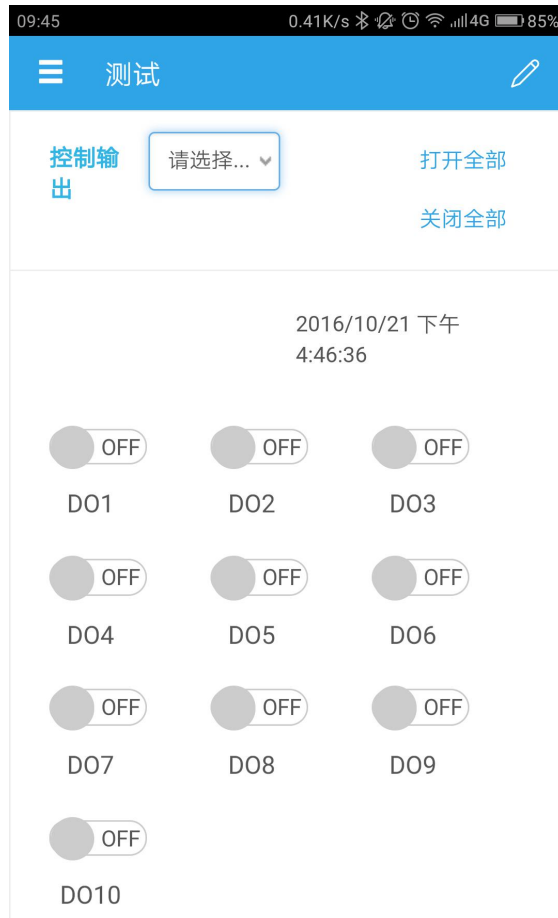 09:45 0.41K/s 4G 85%
测试
控制输
出
请选择...
打开全部
关闭全部
2016/10/21 下午
4:46:36
OFF OFF OFF
DO1 DO2 DO3
OFF OFF OFF
DO4 DO5 DO6
OFF OFF OFF
DO7 DO8 DO9
OFF
DO10